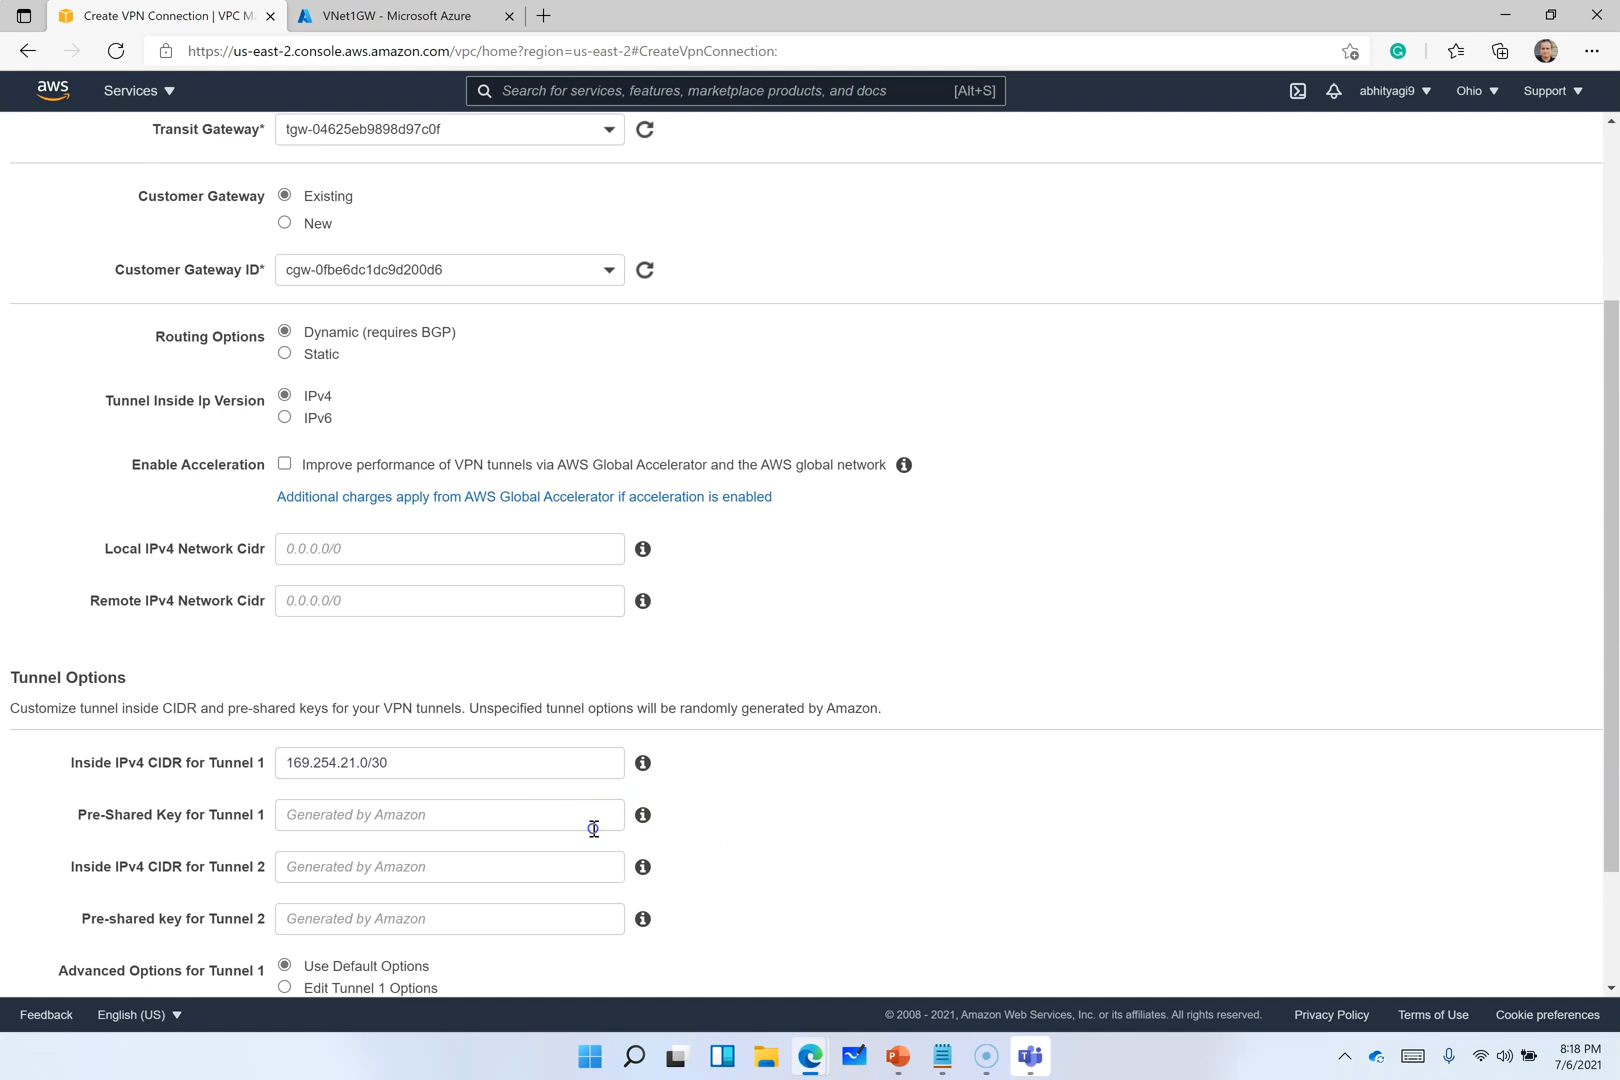 Create VPN Connection | VPC M
VNet1GW - Microsoft Azure
https://us-east-2.console.aws.amazon.com/vpc/home?region=us-east-2#CreateVpnConnection:
aws
Services
Search for services, features, marketplace products, and docs
[Alt+S]
abhityagi9
Ohio
Support
Transit Gateway*
tgw-04625eb9898d97c0f
Customer Gateway
Existing
New
Customer Gateway ID*
cgw-0fbe6dc1dc9d200d6
Routing Options
Dynamic (requires BGP)
Static
Tunnel Inside Ip Version
IPv4
IPv6
Enable Acceleration
Improve performance of VPN tunnels via AWS Global Accelerator and the AWS global network
Additional charges apply from AWS Global Accelerator if acceleration is enabled
Local IPv4 Network Cidr
0.0.0.0/0
Remote IPv4 Network Cidr
0.0.0.0/0
Tunnel Options
Customize tunnel inside CIDR and pre-shared keys for your VPN tunnels. Unspecified tunnel options will be randomly generated by Amazon.
Inside IPv4 CIDR for Tunnel 1
169.254.21.0/30
Pre-Shared Key for Tunnel 1
Generated by Amazon
Inside IPv4 CIDR for Tunnel 2
Generated by Amazon
Pre-shared key for Tunnel 2
Generated by Amazon
Advanced Options for Tunnel 1
Use Default Options
Edit Tunnel 1 Options
Feedback
English (US)
© 2008 - 2021, Amazon Web Services, Inc. or its affiliates. All rights reserved.
Privacy Policy
Terms of Use
Cookie preferences
8:18 PM
7/6/2021